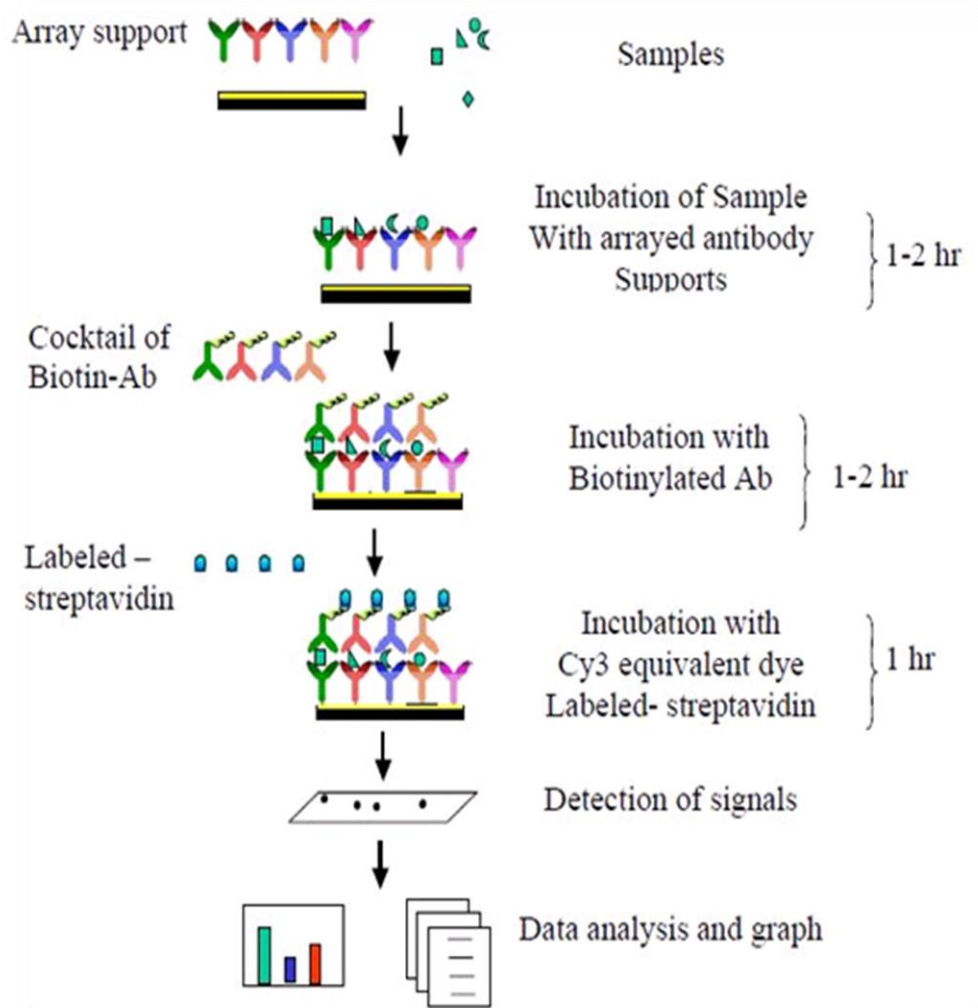 Array support
Samples
Incubation of Sample
With arrayed antibody
Supports
1-2 hr
Cocktail of
Biotin-Ab
Incubation with
Biotinylated Ab
1-2 hr
Labeled –
streptavidin
Incubation with
Cy3 equivalent dye
Labeled- streptavidin
1 hr
Detection of signals
Data analysis and graph